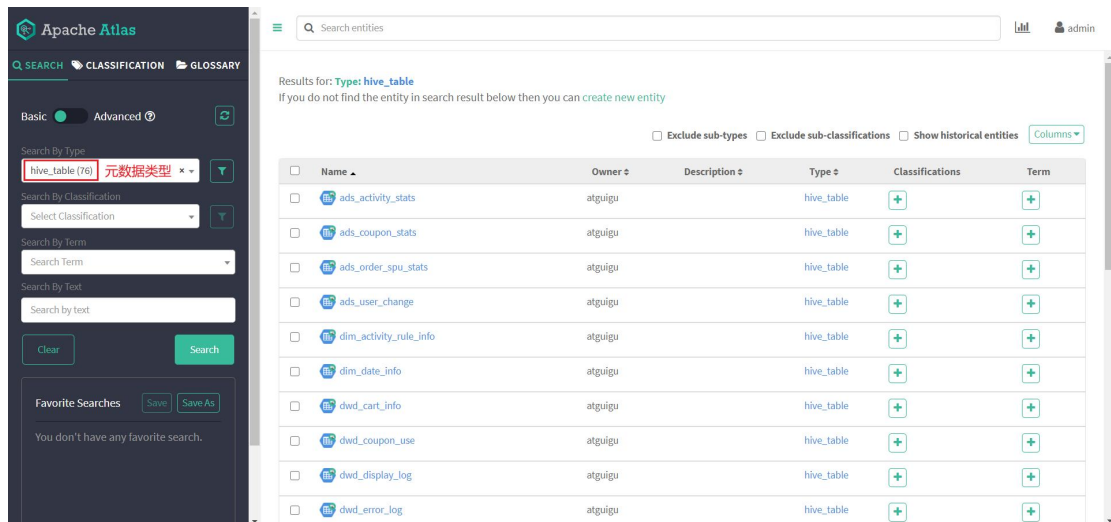 Apache Atlas
SEARCH CLASSIFICATION GLOSSARY
Basic Advanced
Search By Type
hive_table (76) 元数据类型 ×
Search By Classification
Select Classification
Search By Term
Search Term
Search By Text
Search by text
Clear Search
Favorite Searches Save Save As
You don't have any favorite search.
Search entities
admin
Results for: Type: hive_table
If you do not find the entity in search result below then you can create new entity
Exclude sub-types Exclude sub-classifications Show historical entities Columns
Name Owner Description Type Classifications Term
ads_activity_stats atguigu hive_table + +
ads_coupon_stats atguigu hive_table + +
ads_order_spu_stats atguigu hive_table + +
ads_user_change atguigu hive_table + +
dim_activity_rule_info atguigu hive_table + +
dim_date_info atguigu hive_table + +
dwd_cart_info atguigu hive_table + +
dwd_coupon_use atguigu hive_table + +
dwd_display_log atguigu hive_table + +
dwd_error_log atguigu hive_table + +